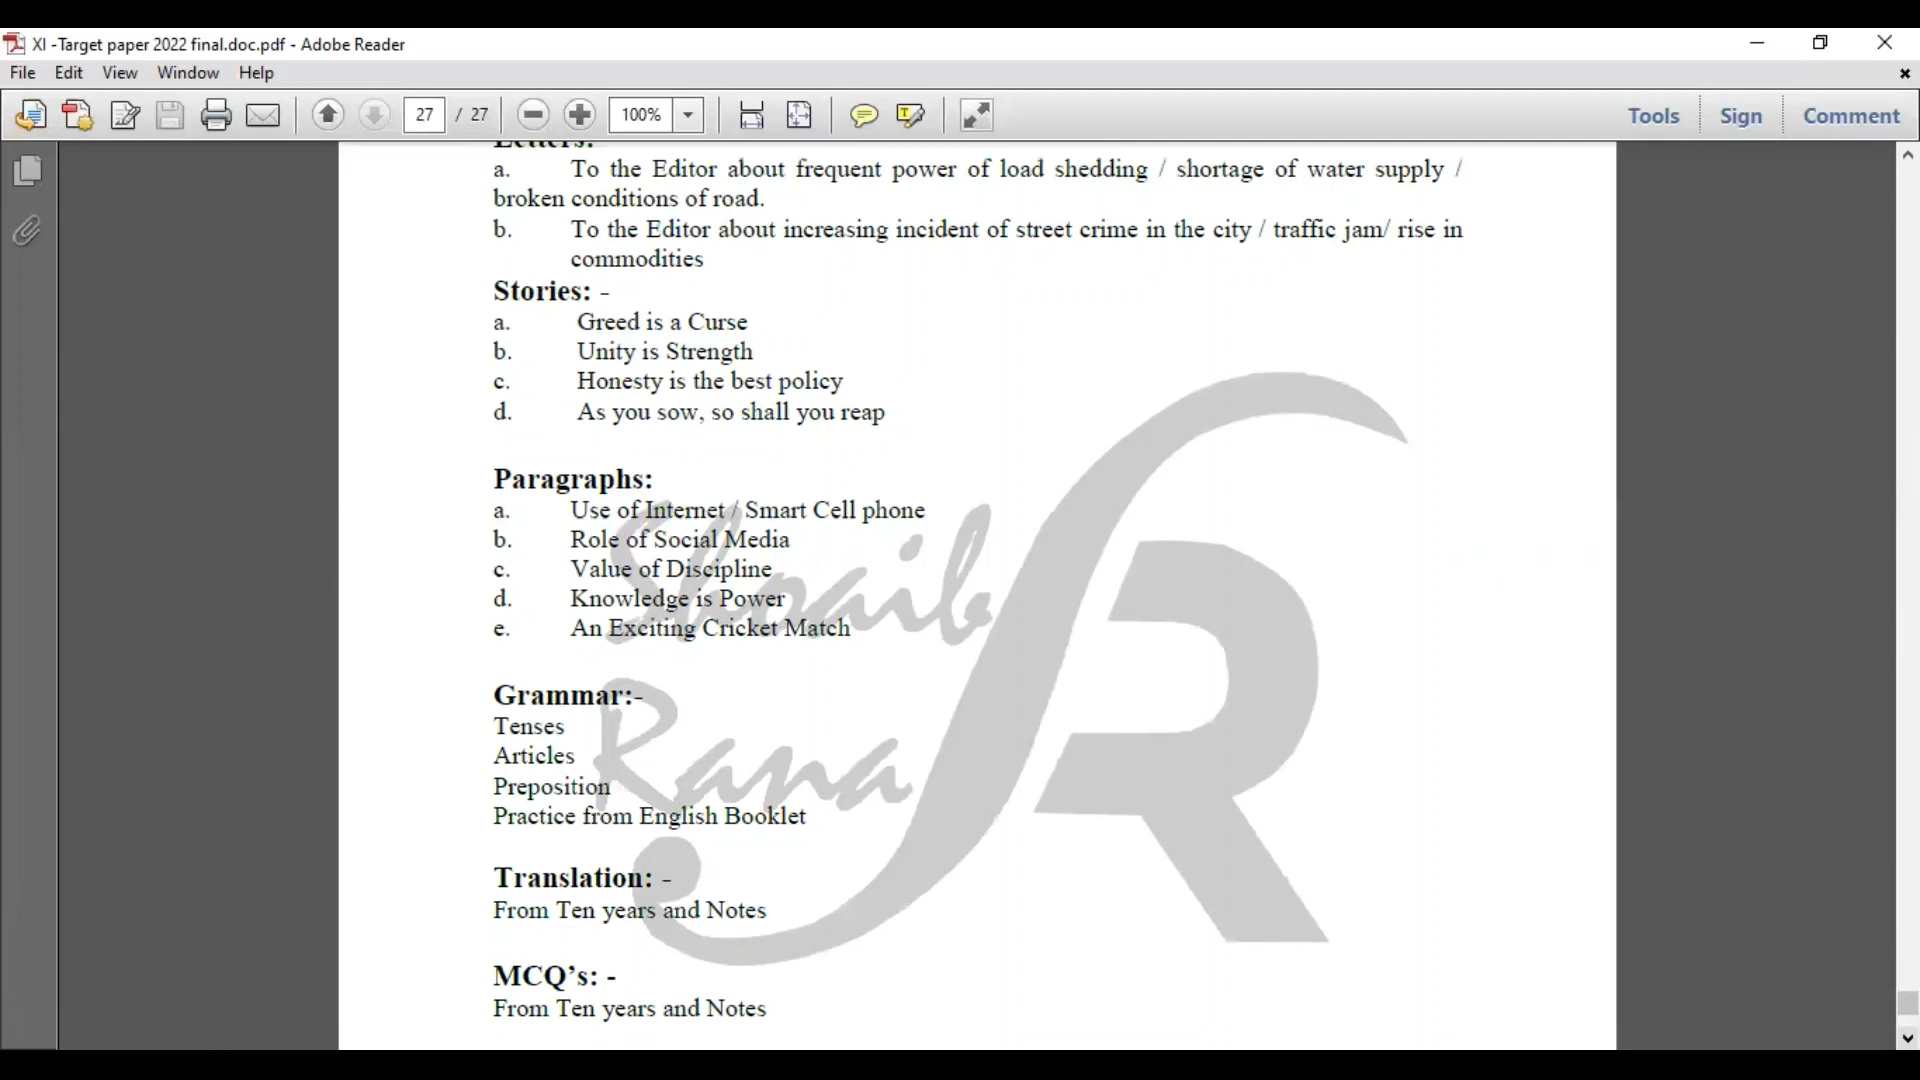 XI -Target paper 2022 final.doc.pdf - Adobe Reader
File Edit View Window Help
27 / 27 100% Tools Sign Comment
Letters:
a. To the Editor about frequent power of load shedding / shortage of water supply /
broken conditions of road.
b. To the Editor about increasing incident of street crime in the city / traffic jam/ rise in
commodities
Stories: -
a. Greed is a Curse
b. Unity is Strength
c. Honesty is the best policy
d. As you sow, so shall you reap
Paragraphs:
a. Use of Internet / Smart Cell phone
b. Role of Social Media
c. Value of Discipline
d. Knowledge is Power
e. An Exciting Cricket Match
Grammar:-
Tenses
Articles
Preposition
Practice from English Booklet
Translation: -
From Ten years and Notes
MCQ’s: -
From Ten years and Notes
Shoaib
Rana
R